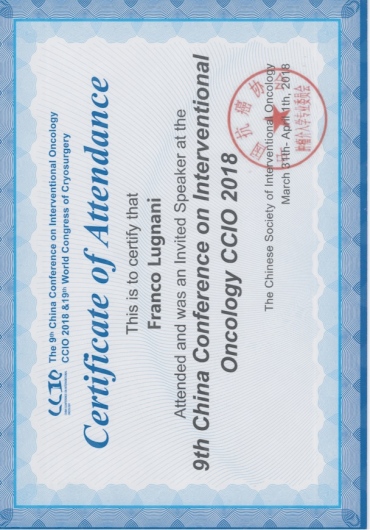 CCIO
The 9th China Conference on Interventional Oncology
CCIO 2018 &19th World Congress of Cryosurgery
Certificate of Attendance
This is to certify that
Franco Lugnani
Attended and was an Invited Speaker at the
9th China Conference on Interventional
Oncology CCIO 2018
The Chinese Society of Interventional Oncology
March 31th- April 1th, 2018